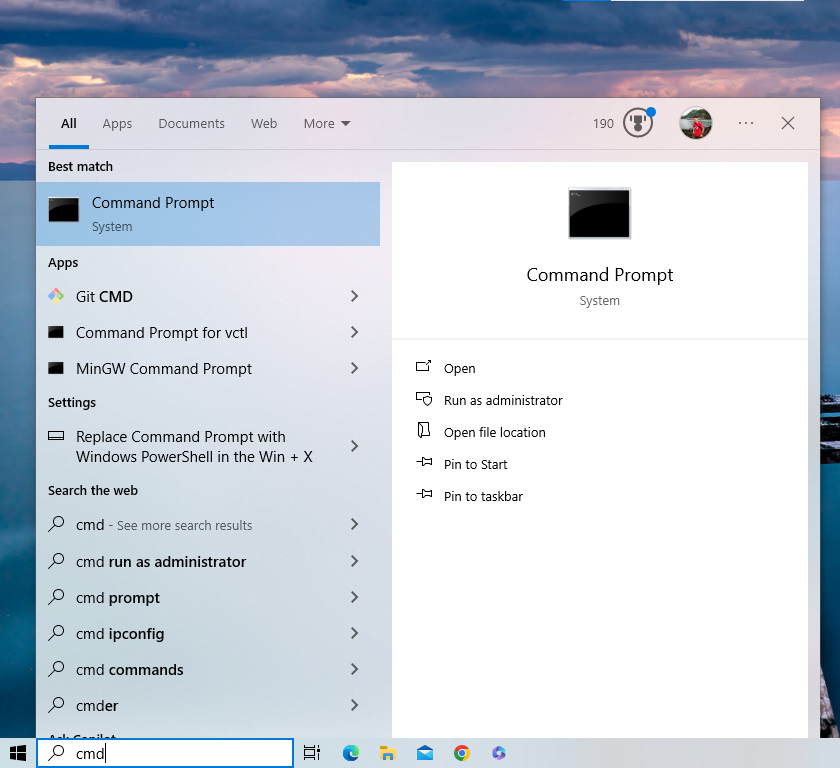 All Apps Documents Web More 190 ...
Best match
Command Prompt
System
Apps
Git CMD
Command Prompt for vctl
MinGW Command Prompt
Settings
Replace Command Prompt with
Windows PowerShell in the Win + X
Search the web
cmd - See more search results
cmd run as administrator
cmd prompt
cmd ipconfig
cmd commands
cmder
Ask Copilot
Command Prompt
System
Open
Run as administrator
Open file location
Pin to Start
Pin to taskbar
cmd